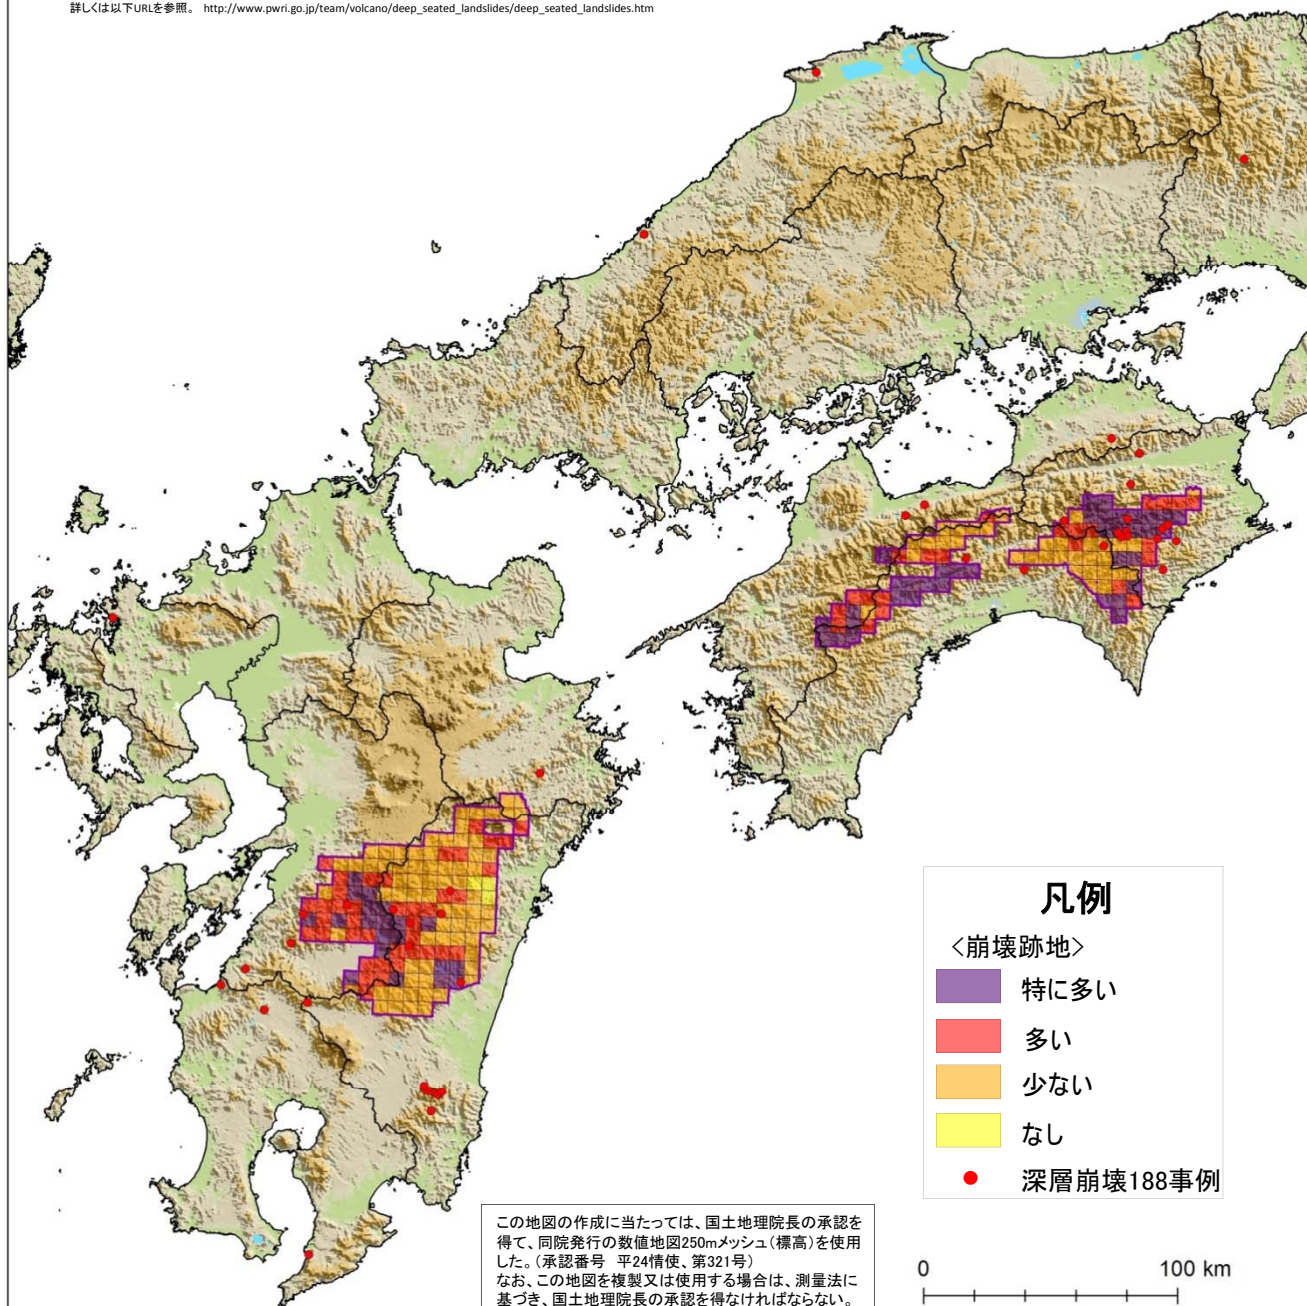 詳しくは以下URLを参照。 http://www.pwri.go.jp/team/volcano/deep_seated_landslides/deep_seated_landslides.htm
凡例
<崩壊跡地>
特に多い
多い
少ない
なし
深層崩壊188事例
この地図の作成に当たっては、国土地理院長の承認を
得て、同院発行の数値地図250mメッシュ(標高)を使用
した。(承認番号 平24情使、第321号)
なお、この地図を複製又は使用する場合は、測量法に
基づき、国土地理院長の承認を得なければならない。
0 100 km